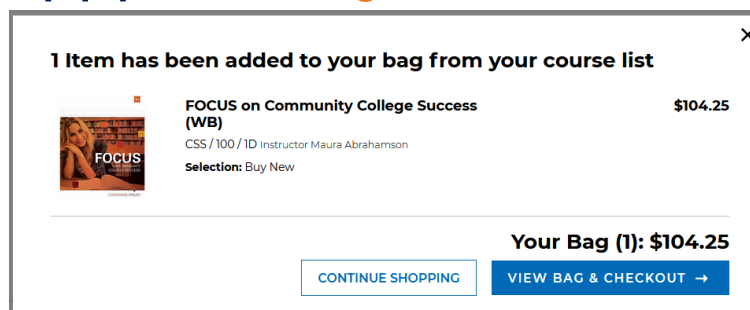 1 Item has been added to your bag from your course list
FOCUS on Community College Success
(WB)
$104.25
CSS / 100 / 1D Instructor Maura Abrahamson
Selection: Buy New
FOCUS
Your Bag (1): $104.25
CONTINUE SHOPPING
VIEW BAG & CHECKOUT →